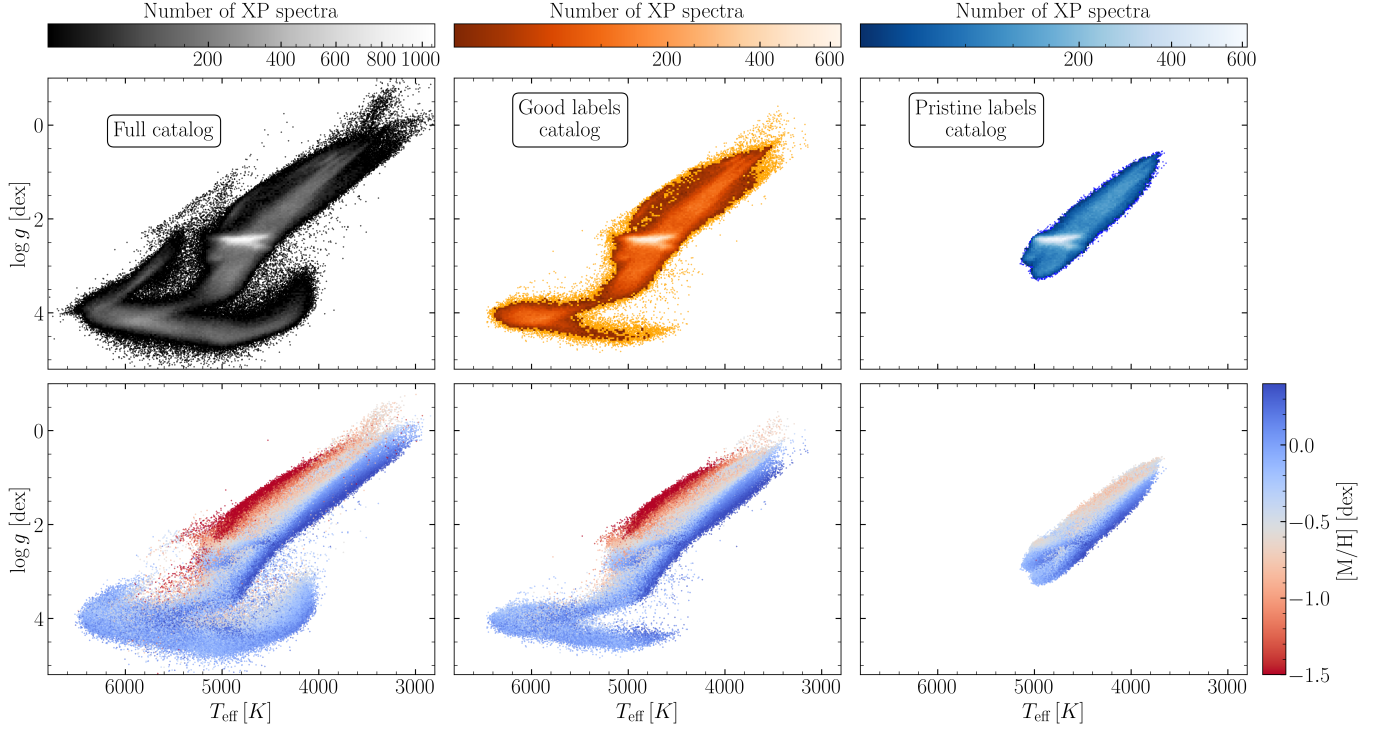 Number of XP spectra
Number of XP spectra
Number of XP spectra
200 400 600 800 1000
200 400 600
200 400 600
Full catalog
Good labels
catalog
Pristine labels
catalog
0
2
4
log g [dex]
0
2
4
log g [dex]
6000 5000 4000 3000
6000 5000 4000 3000
6000 5000 4000 3000
T_eff [K]
T_eff [K]
T_eff [K]
0.0
−0.5
−1.0
−1.5
[M/H] [dex]